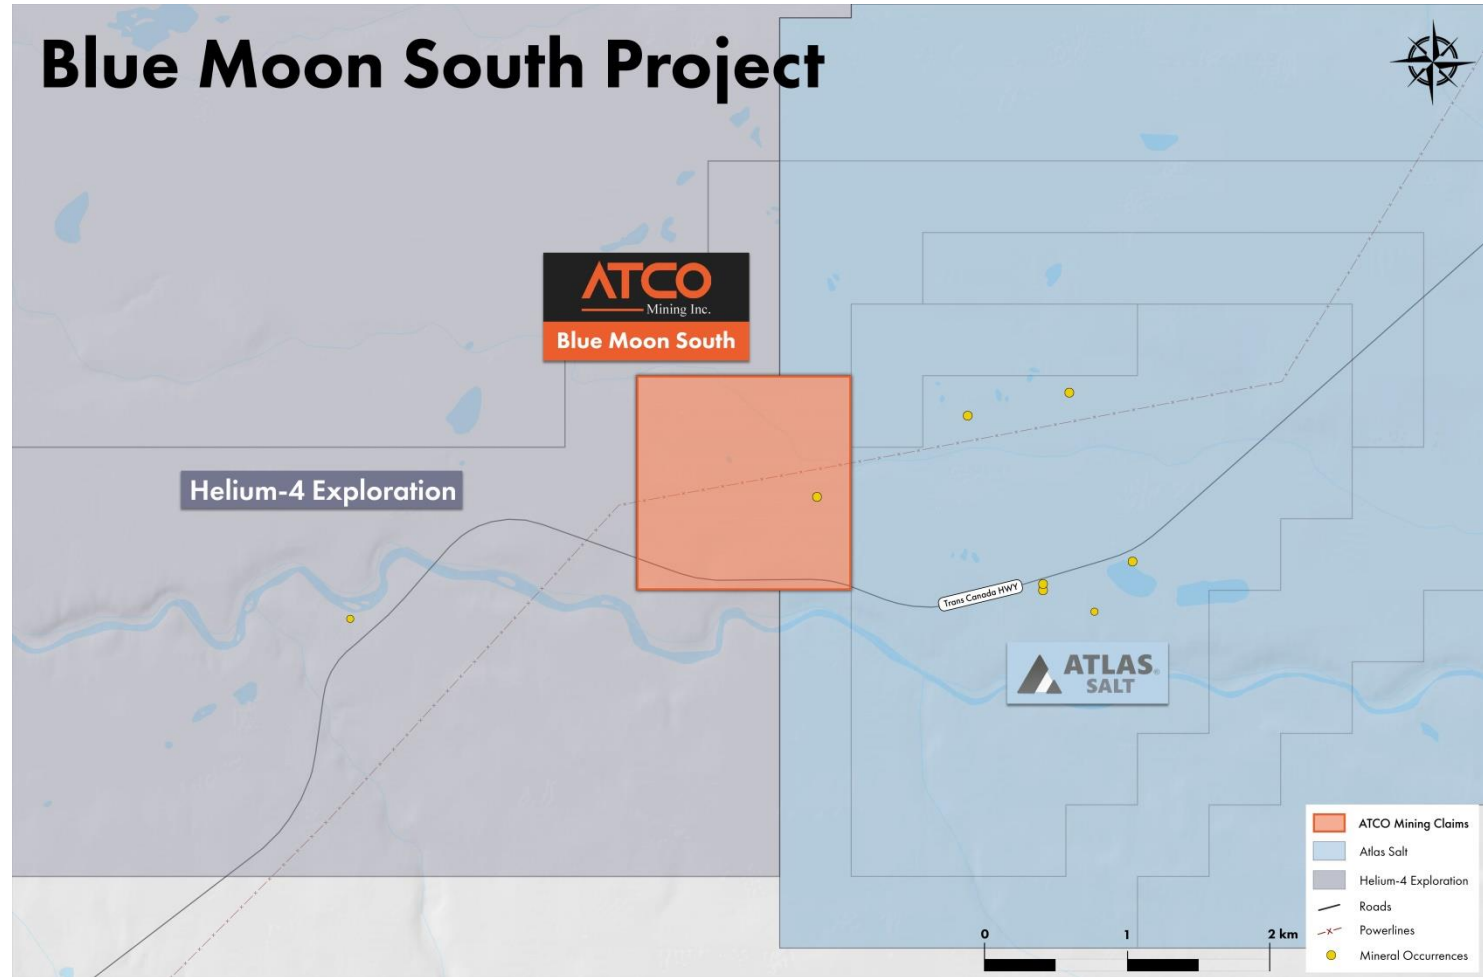 Blue Moon South Project
ATCO
Mining Inc.
Blue Moon South
Helium-4 Exploration
Trans Canada HWY
ATLAS®
SALT
ATCO Mining Claims
Atlas Salt
Helium-4 Exploration
Roads
Powerlines
Mineral Occurrences
0 1 2 km